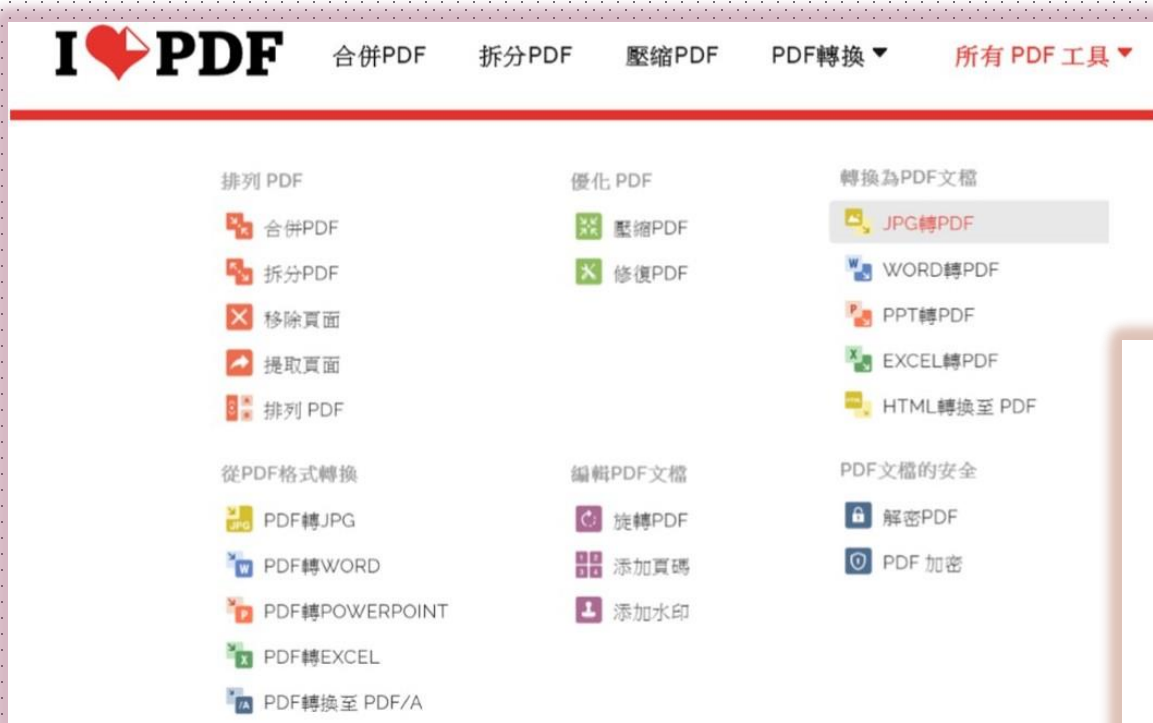 I PDF 合併PDF 拆分PDF 壓缩PDF PDF轉換 所有 PDF 工具
排列 PDF
合併PDF
拆分PDF
移除頁面
提取頁面
排列 PDF
優化 PDF
壓縮PDF
修復PDF
轉換為PDF文檔
JPG轉PDF
WORD轉PDF
PPT轉PDF
EXCEL轉PDF
HTML轉換至 PDF
從PDF格式轉換
PDF轉JPG
PDF轉WORD
PDF轉POWERPOINT
PDF轉EXCEL
PDF轉換至 PDF/A
編輯PDF文檔
旋轉PDF
添加頁碼
添加水印
PDF文檔的安全
解密PDF
PDF 加密